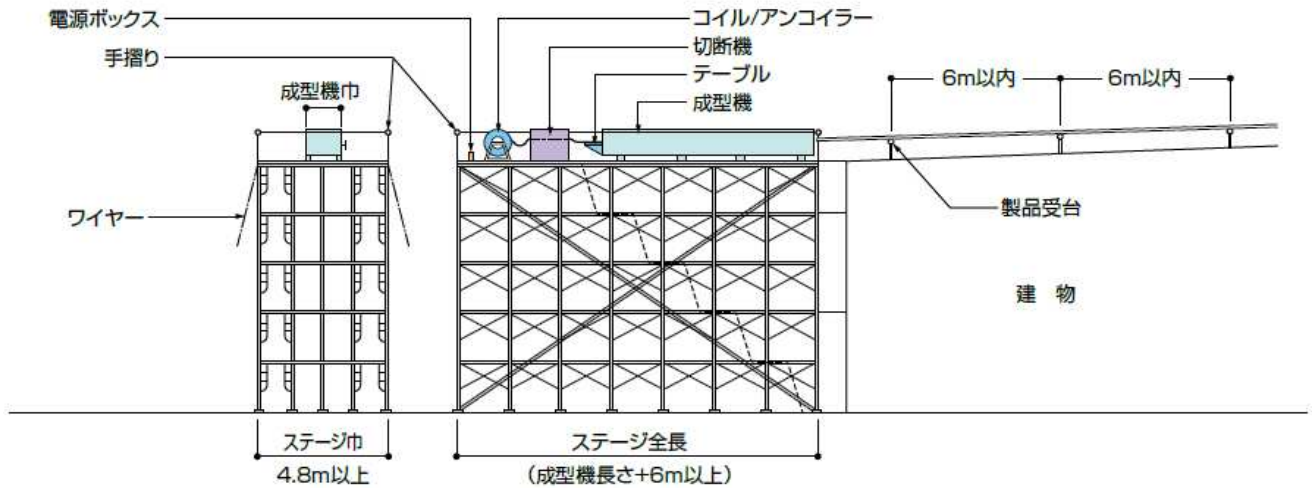 電源ボックス
手摺り
成型機巾
ワイヤー
コイル/アンコイラー
切断機
テーブル
成型機
6m以内
6m以内
製品受台
建　物
ステージ巾
4.8m以上
ステージ全長
（成型機長さ+6m以上）